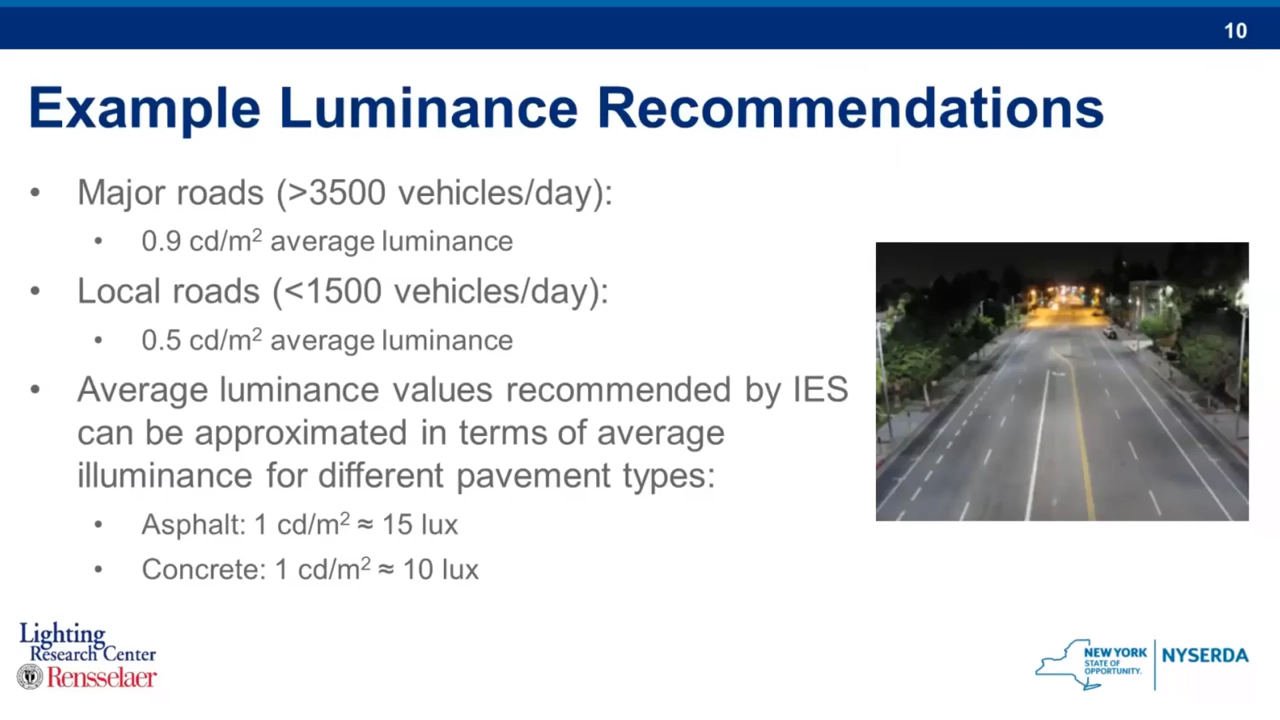 10
Example Luminance Recommendations
• Major roads (>3500 vehicles/day):
• 0.9 cd/m² average luminance
• Local roads (<1500 vehicles/day):
• 0.5 cd/m² average luminance
• Average luminance values recommended by IES
can be approximated in terms of average
illuminance for different pavement types:
• Asphalt: 1 cd/m² ≈ 15 lux
• Concrete: 1 cd/m² ≈ 10 lux
Lighting
Research Center
Rensselaer
NEW YORK
STATE OF
OPPORTUNITY.
NYSERDA